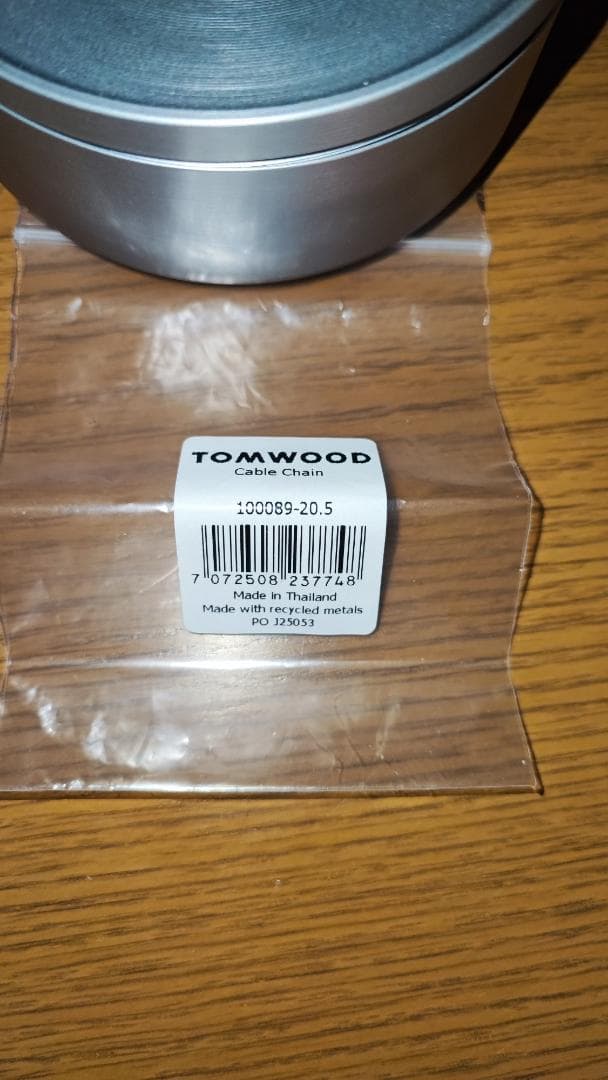 TOMWOOD
Cable Chain
100089-20.5
7 072508 237748
Made in Thailand
Made with recycled metals
PO J25053